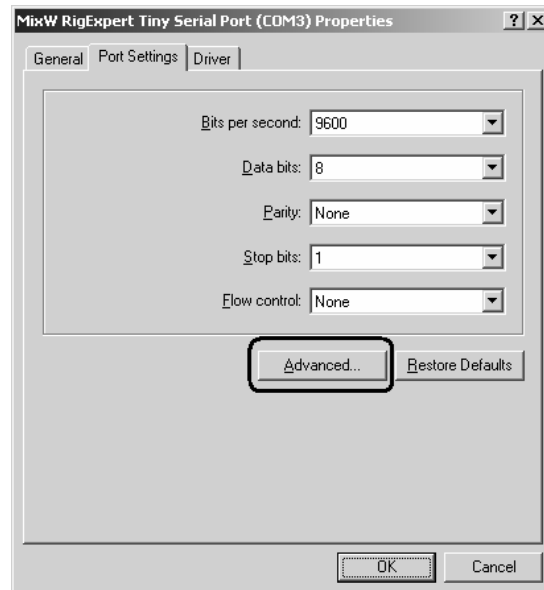 MixW RigExpert Tiny Serial Port (COM3) Properties
General Port Settings Driver
Bits per second: 9600
Data bits: 8
Parity: None
Stop bits: 1
Flow control: None
Advanced... Restore Defaults
OK Cancel